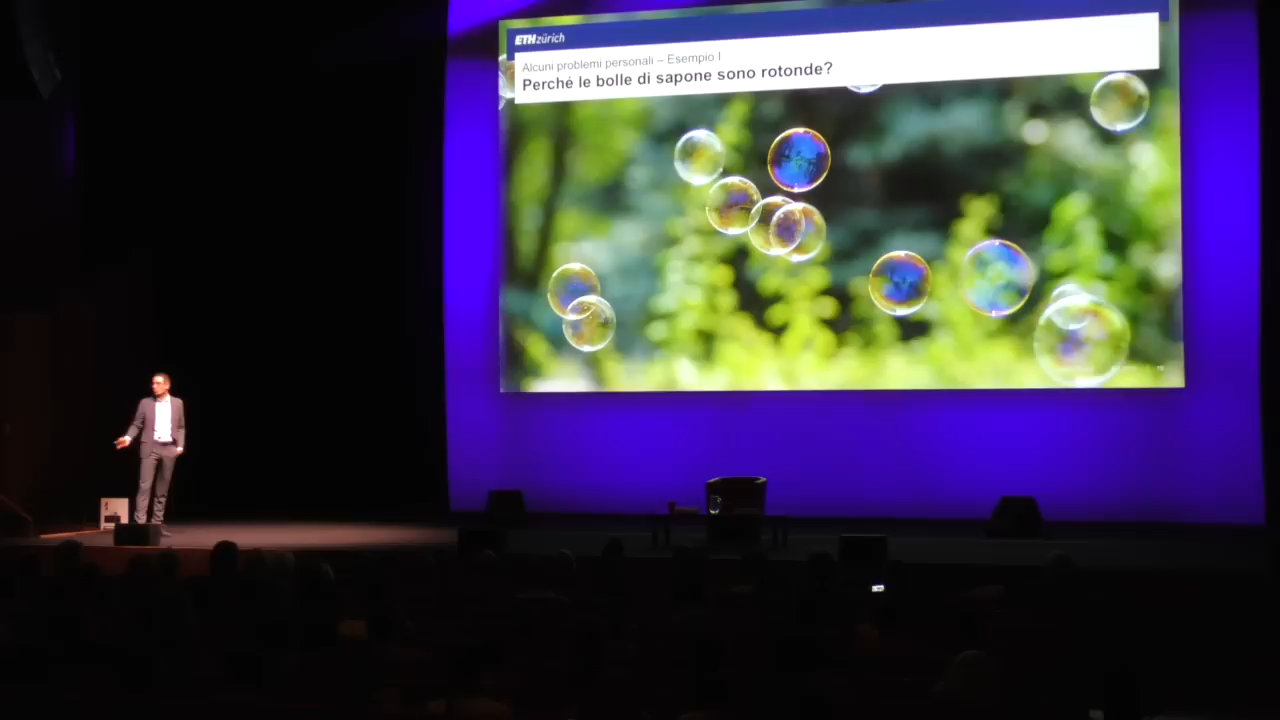 ETHzürich
Alcuni problemi personali – Esempio I
Perché le bolle di sapone sono rotonde?